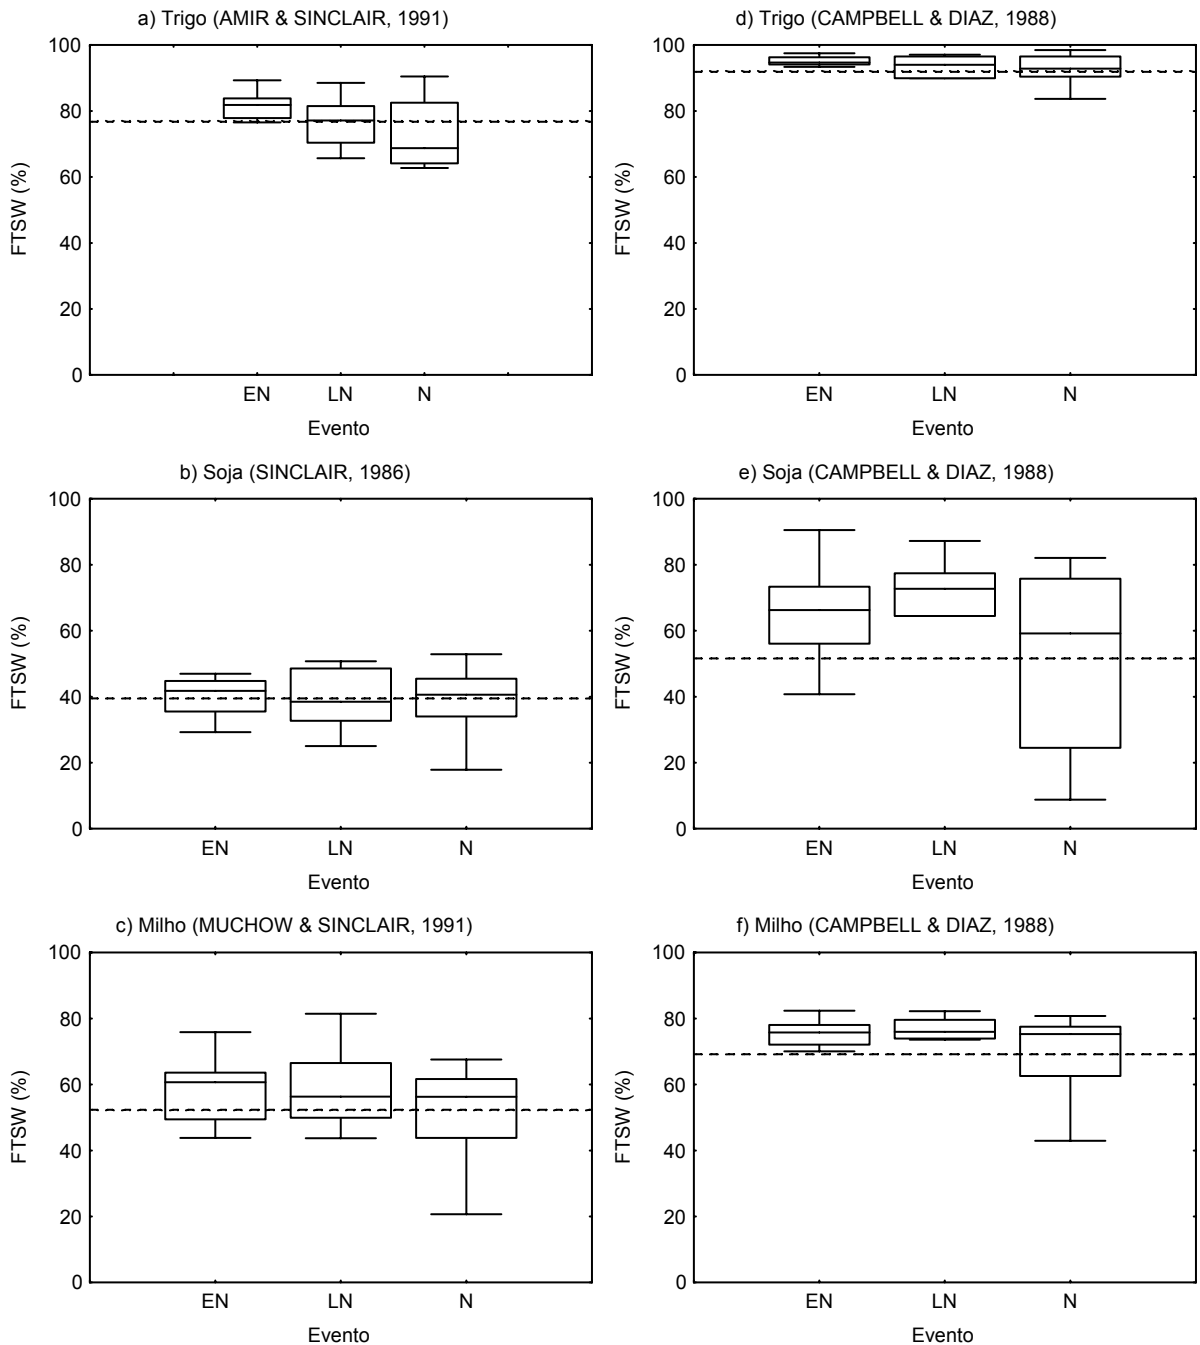 a) Trigo (AMIR & SINCLAIR, 1991)
100
80
60
40
20
0
FTSW (%)
EN LN N
Evento
d) Trigo (CAMPBELL & DIAZ, 1988)
100
80
60
40
20
0
FTSW (%)
EN LN N
Evento
b) Soja (SINCLAIR, 1986)
100
80
60
40
20
0
FTSW (%)
EN LN N
Evento
e) Soja (CAMPBELL & DIAZ, 1988)
100
80
60
40
20
0
FTSW (%)
EN LN N
Evento
c) Milho (MUCHOW & SINCLAIR, 1991)
100
80
60
40
20
0
FTSW (%)
EN LN N
Evento
f) Milho (CAMPBELL & DIAZ, 1988)
100
80
60
40
20
0
FTSW (%)
EN LN N
Evento